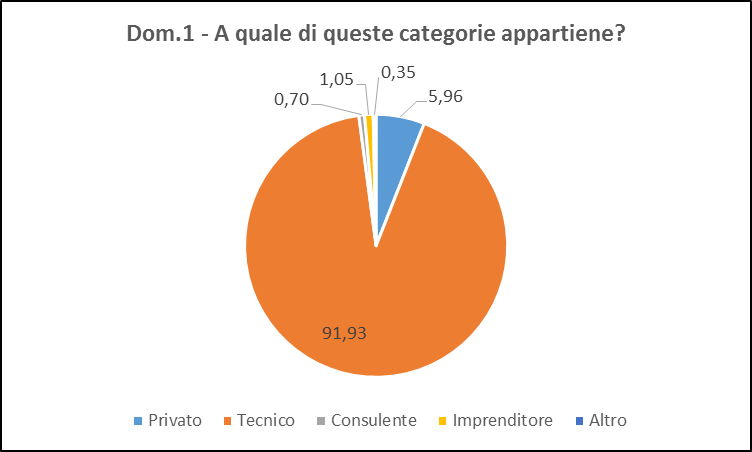 Dom.1 - A quale di queste categorie appartiene?
0,35
1,05
0,70
5,96
91,93
Privato Tecnico Consulente Imprenditore Altro